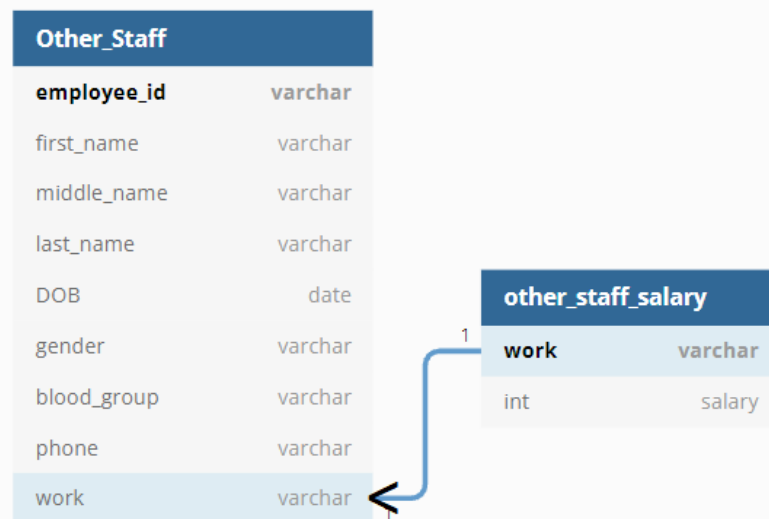 Other_Staff
employee_id varchar
first_name varchar
middle_name varchar
last_name varchar
DOB date
gender varchar
blood_group varchar
phone varchar
work varchar
1
other_staff_salary
work varchar
int salary